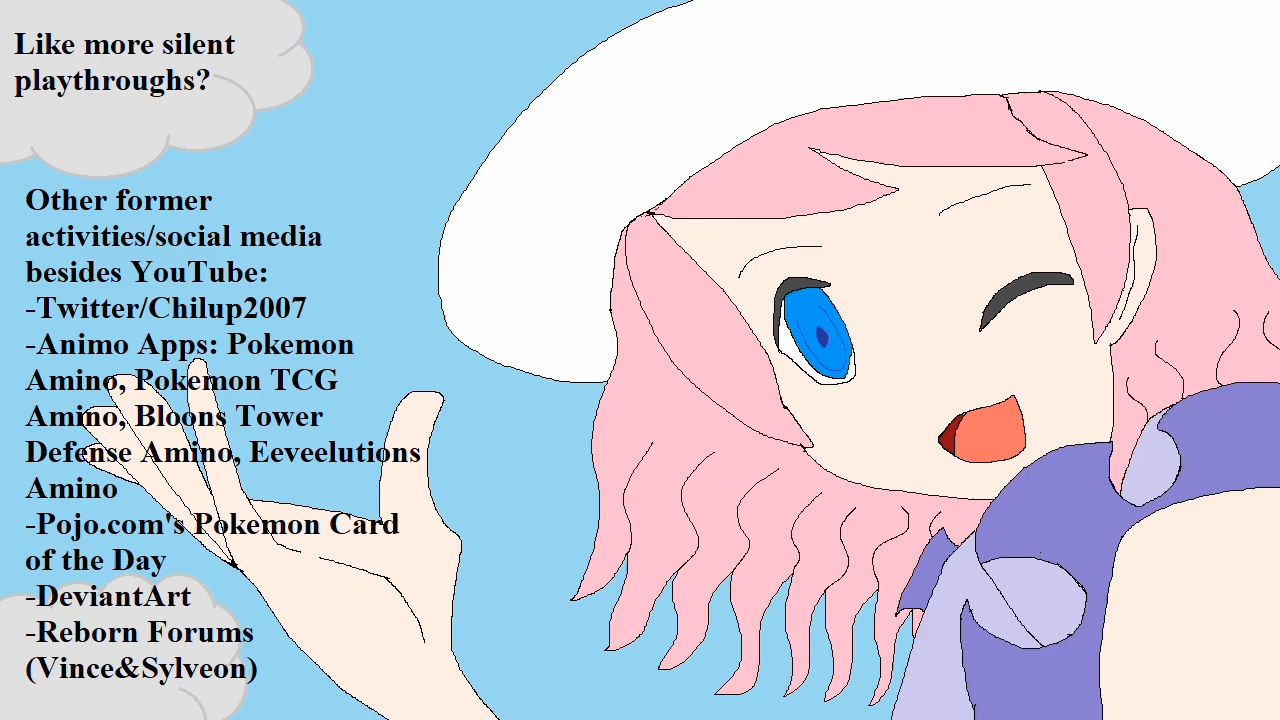 Like more silent
playthroughs?
Other former
activities/social media
besides YouTube:
-Twitter/Chilup2007
-Animo Apps: Pokemon
Amino, Pokemon TCG
Amino, Bloons Tower
Defense Amino, Eeveelutions
Amino
-Pojo.com's Pokemon Card
of the Day
-DeviantArt
-Reborn Forums
(Vince&Sylveon)